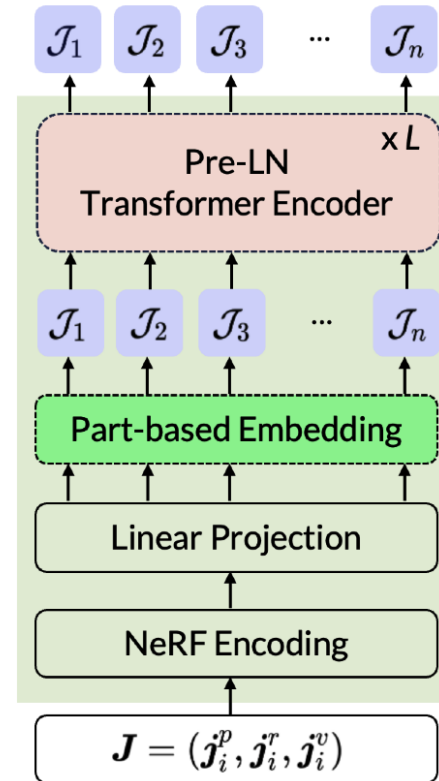 𝒥₁ 𝒥₂ 𝒥₃ ... 𝒥ₙ
x L
Pre-LN
Transformer Encoder
𝒥₁ 𝒥₂ 𝒥₃ ... 𝒥ₙ
Part-based Embedding
Linear Projection
NeRF Encoding
J = (j_i^p, j_i^r, j_i^v)